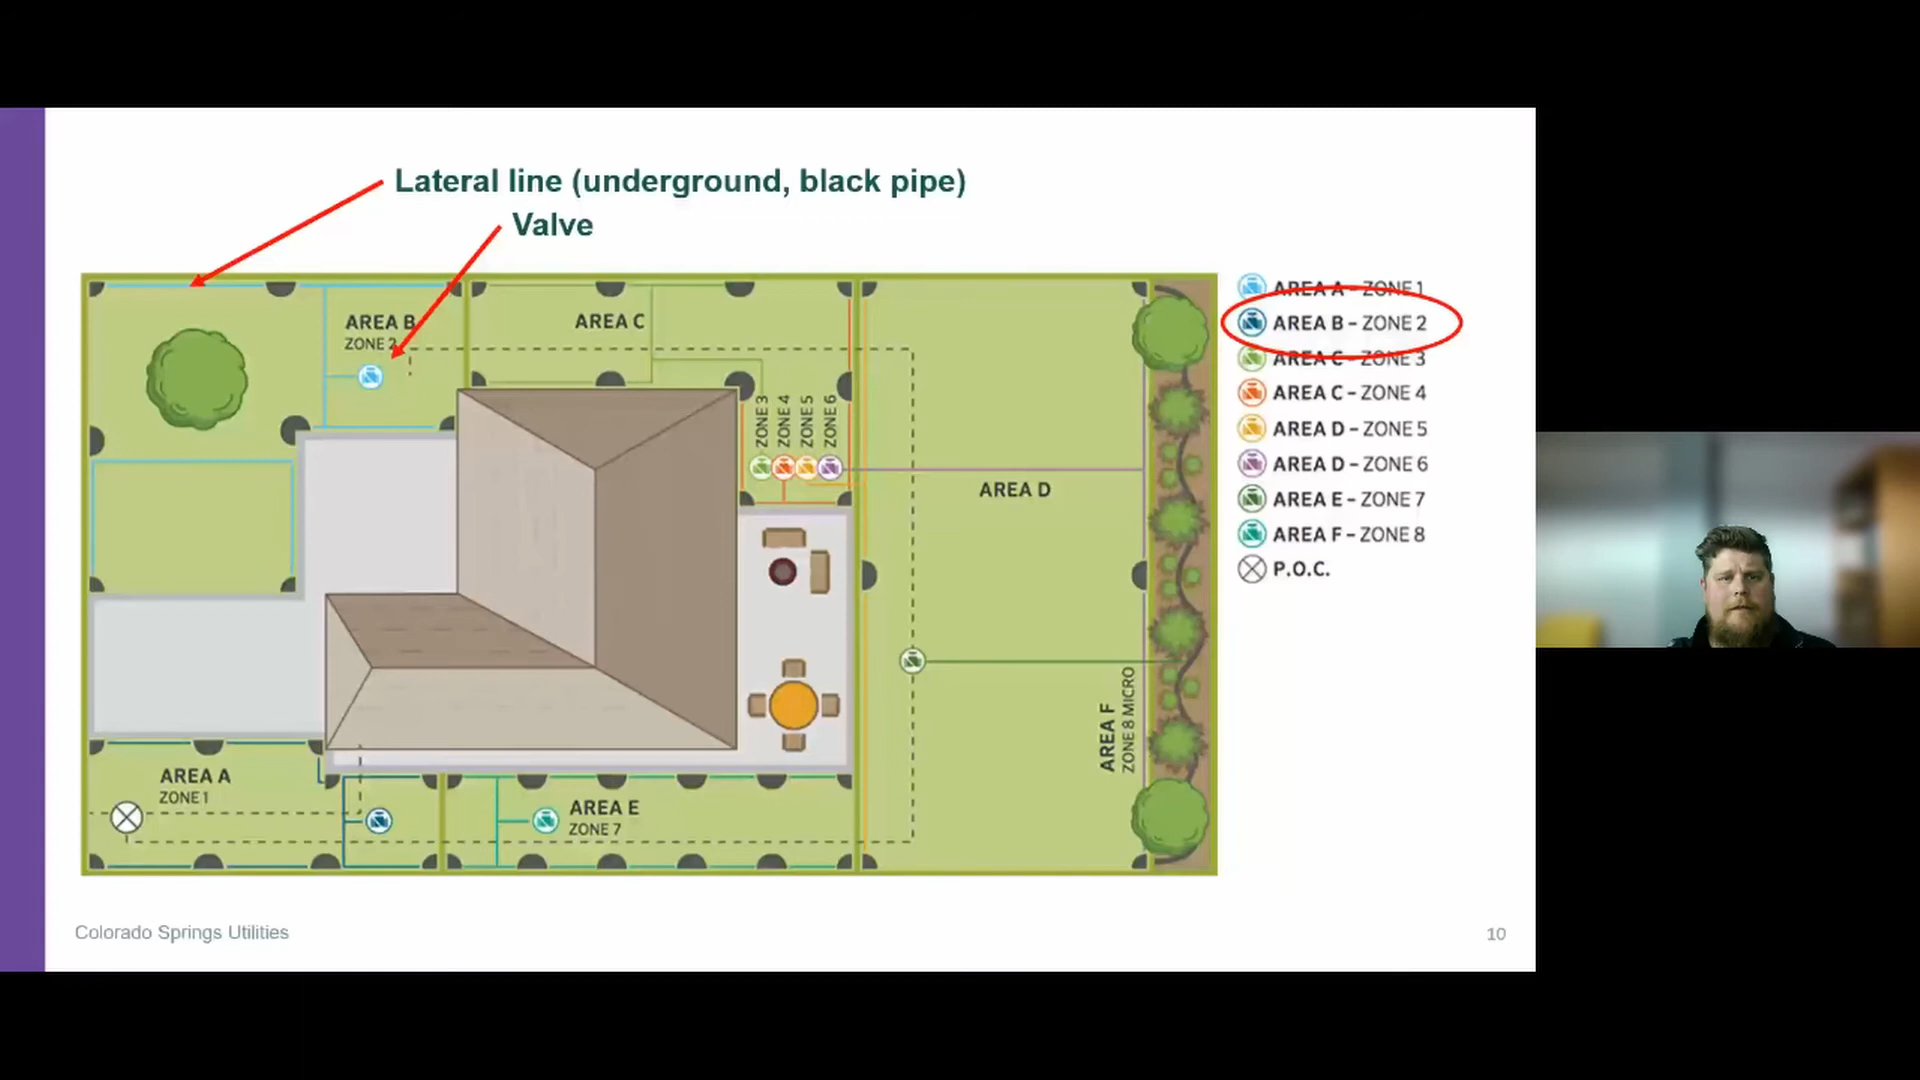 Lateral line (underground, black pipe)
Valve
AREA B
ZONE 2
AREA C
ZONE 3
ZONE 4
ZONE 5
ZONE 6
AREA D
AREA F
ZONE 8 MICRO
AREA A
ZONE 1
AREA E
ZONE 7
AREA A - ZONE 1
AREA B - ZONE 2
AREA C - ZONE 3
AREA C - ZONE 4
AREA D - ZONE 5
AREA D - ZONE 6
AREA E - ZONE 7
AREA F - ZONE 8
P.O.C.
Colorado Springs Utilities
10